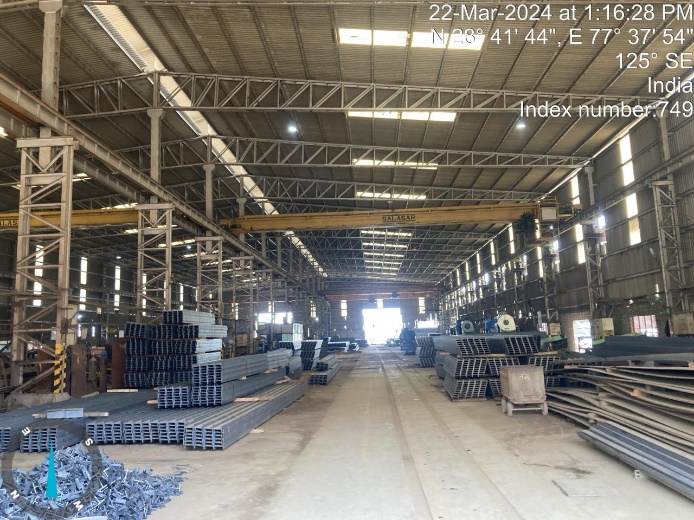 22-Mar-2024 at 1:16:28 PM
N 28° 41' 44", E 77° 37' 54"
125° SE
India
Index number:749
SALASAR
S
E
N
W